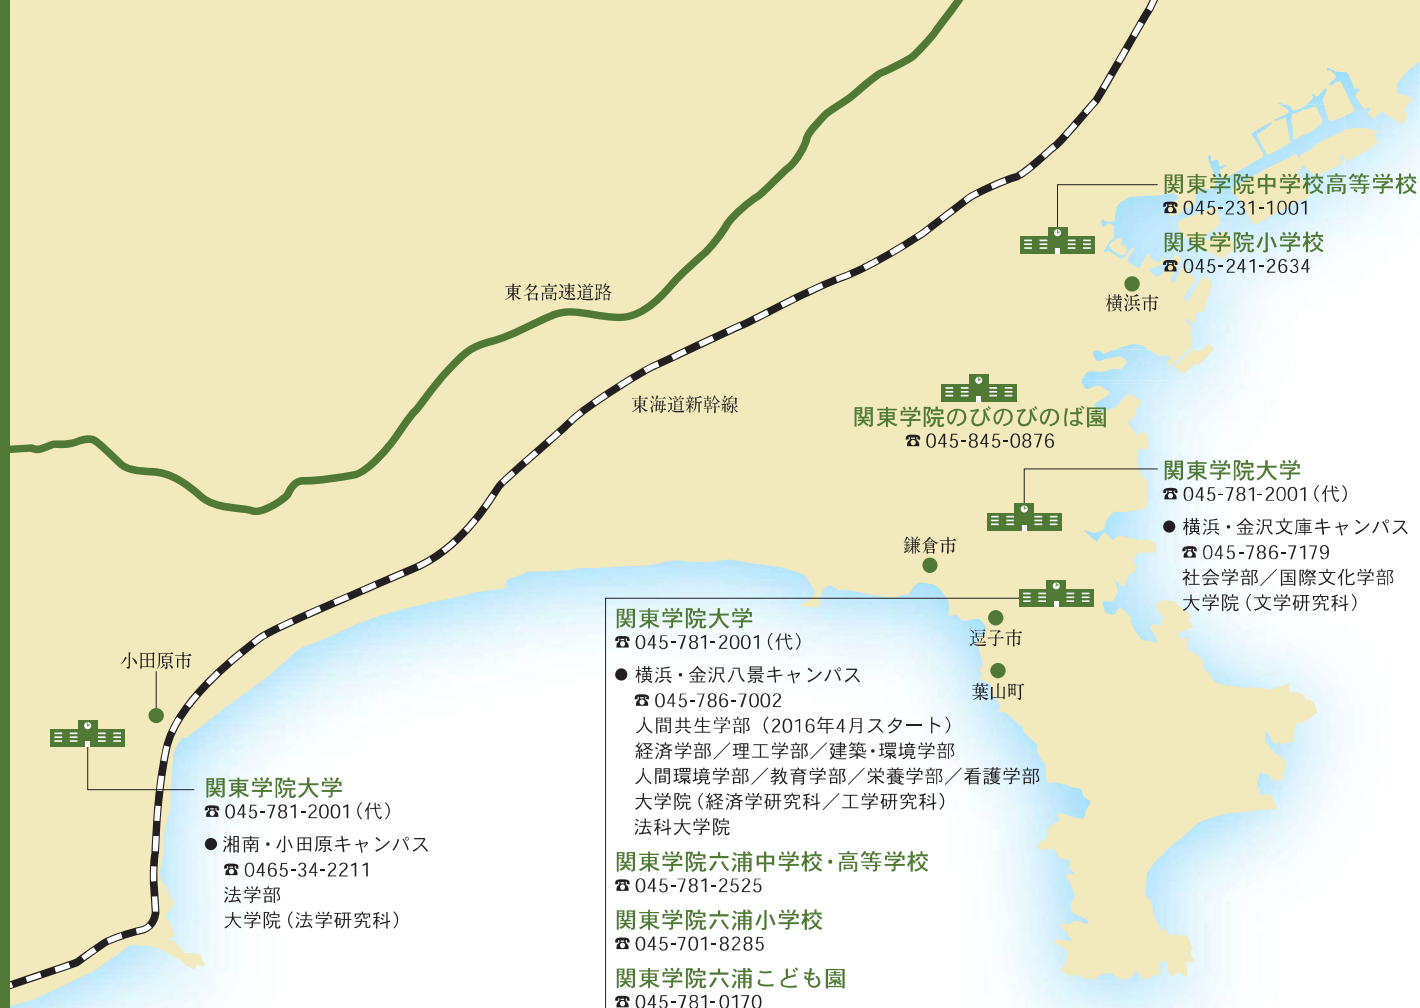 関東学院中学校高等学校
☎ 045-231-1001
関東学院小学校
☎ 045-241-2634
横浜市
東名高速道路
東海道新幹線
関東学院のびのびのば園
☎ 045-845-0876
関東学院大学
☎ 045-781-2001(代)
● 横浜・金沢文庫キャンパス
☎ 045-786-7179
社会学部／国際文化学部
大学院(文学研究科)
鎌倉市
逗子市
葉山町
関東学院大学
☎ 045-781-2001(代)
● 横浜・金沢八景キャンパス
☎ 045-786-7002
人間共生学部(2016年4月スタート)
経済学部／理工学部／建築・環境学部
人間環境学部／教育学部／栄養学部／看護学部
大学院(経済学研究科／工学研究科)
法科大学院
関東学院六浦中学校・高等学校
☎ 045-781-2525
関東学院六浦小学校
☎ 045-701-8285
関東学院六浦こども園
☎ 045-781-0170
小田原市
関東学院大学
☎ 045-781-2001(代)
● 湘南・小田原キャンパス
☎ 0465-34-2211
法学部
大学院(法学研究科)